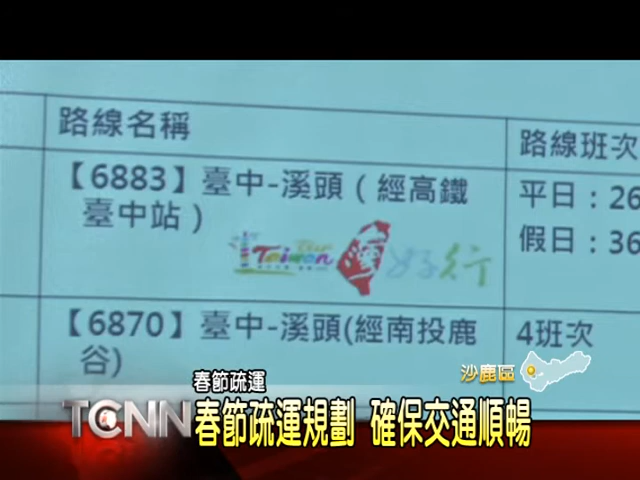 路線名稱
路線班次
【6883】臺中-溪頭（經高鐵
臺中站）
平日：26
假日：36
Taiwan Tour
台灣好行
【6870】臺中-溪頭(經南投鹿
谷)
4班次
沙鹿區
春節疏運
TCNN
春節疏運規劃 確保交通順暢